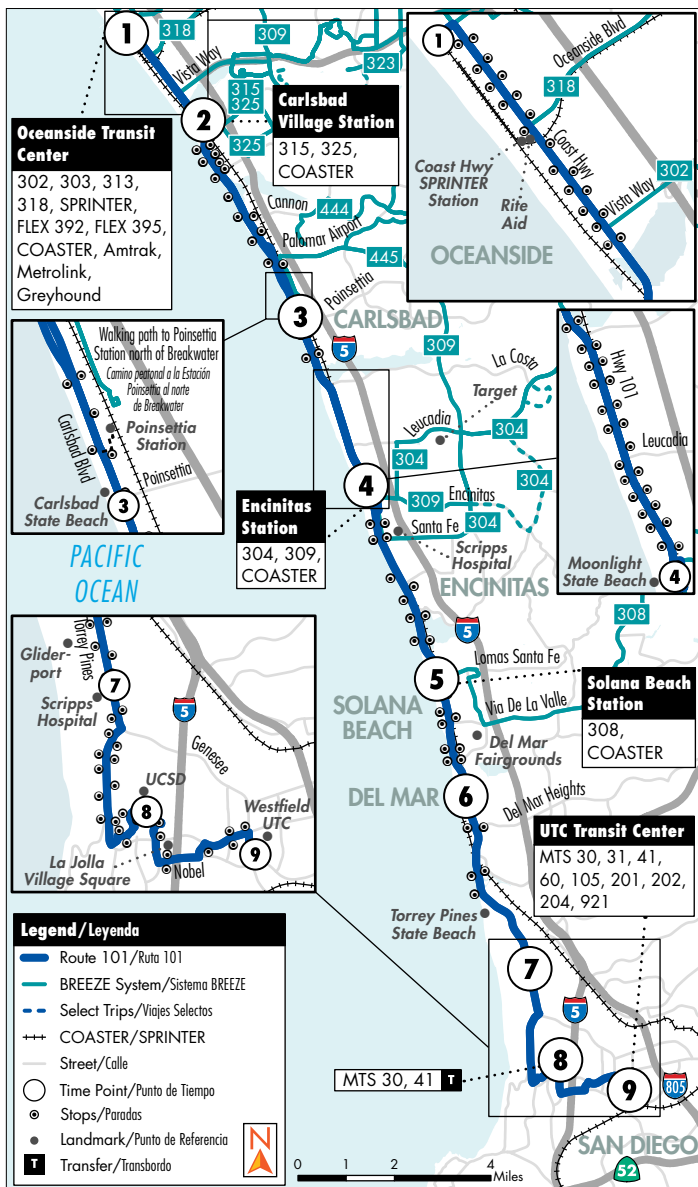 1
318
309
Vista Way
323
315
325
2
325
Carlsbad
Village Station
315, 325,
COASTER
Oceanside Transit
Center
302, 303, 313,
318, SPRINTER,
FLEX 392, FLEX 395,
COASTER, Amtrak,
Metrolink,
Greyhound
Cannon
444
Palomar Airport
445
Poinsettia
3
CARLSBAD
5
1
Oceanside Blvd
318
Coast Hwy
Coast Hwy
SPRINTER
Station
Rite
Aid
Vista Way
302
OCEANSIDE
Walking path to Poinsettia
Station north of Breakwater
Camino peatonal a la Estación
Poinsettia al norte
de Breakwater
Poinsettia
Station
Carlsbad Blvd
Poinsettia
Carlsbad
State Beach
3
309
La Costa
Target
Leucadia
304
304
304
4
309
Encinitas
304
Santa Fe
Scripps
Hospital
ENCINITAS
Encinitas
Station
304, 309,
COASTER
Hwy 101
Leucadia
Moonlight
State Beach
4
PACIFIC
OCEAN
5
308
Lomas Santa Fe
5
Via De La Valle
SOLANA
BEACH
Del Mar
Fairgrounds
Solana Beach
Station
308,
COASTER
DEL MAR
6
Del Mar Heights
Torrey Pines
Glider-
port
7
Scripps
Hospital
5
Genesee
UCSD
8
Westfield
UTC
9
La Jolla
Village Square
Nobel
UTC Transit Center
MTS 30, 31, 41,
60, 105, 201, 202,
204, 921
Torrey Pines
State Beach
7
5
8
9
805
MTS 30, 41 T
SAN DIEGO
52
Legend/Leyenda
Route 101/Ruta 101
BREEZE System/Sistema BREEZE
Select Trips/Viajes Selectos
COASTER/SPRINTER
Street/Calle
Time Point/Punto de Tiempo
Stops/Paradas
Landmark/Punto de Referencia
T Transfer/Transbordo
N
0 1 2 4
Miles